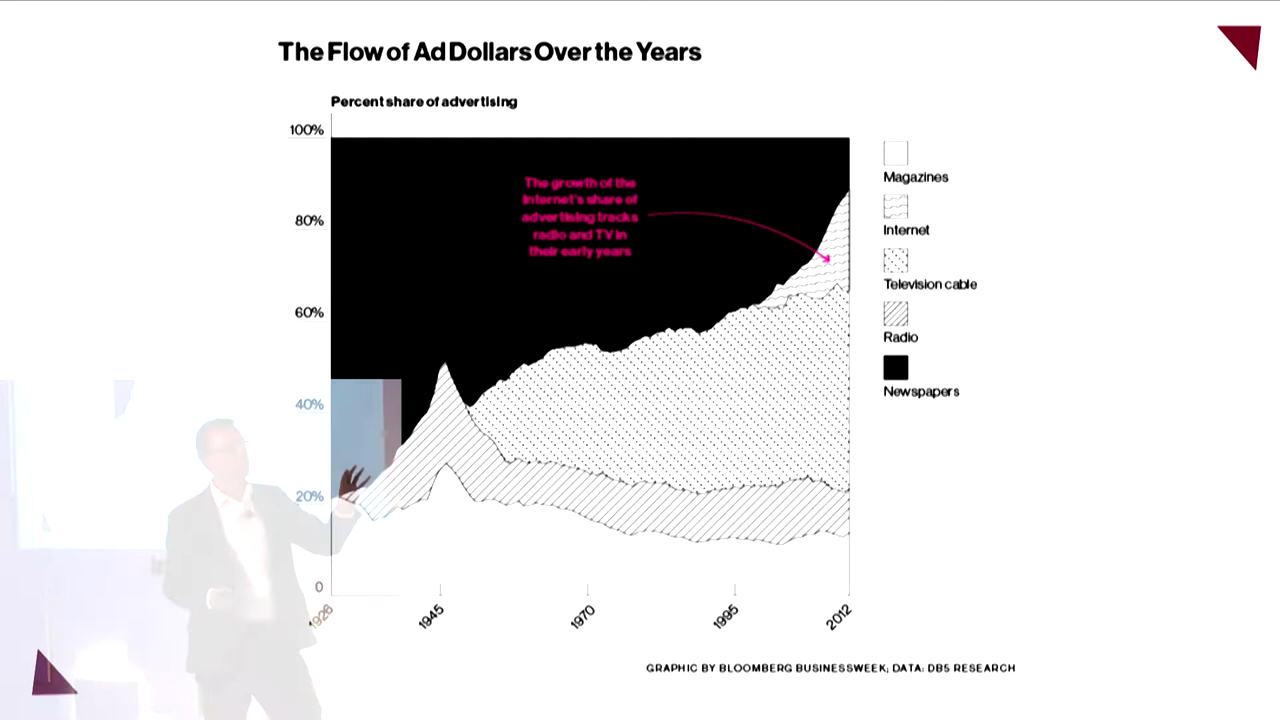 The Flow of Ad Dollars Over the Years
Percent share of advertising
100%
80%
60%
40%
20%
0
The growth of the
Internet's share of
advertising tracks
radio and TV in
their early years
1926
1945
1970
1995
2012
Magazines
Internet
Television cable
Radio
Newspapers
GRAPHIC BY BLOOMBERG BUSINESSWEEK; DATA: DB5 RESEARCH